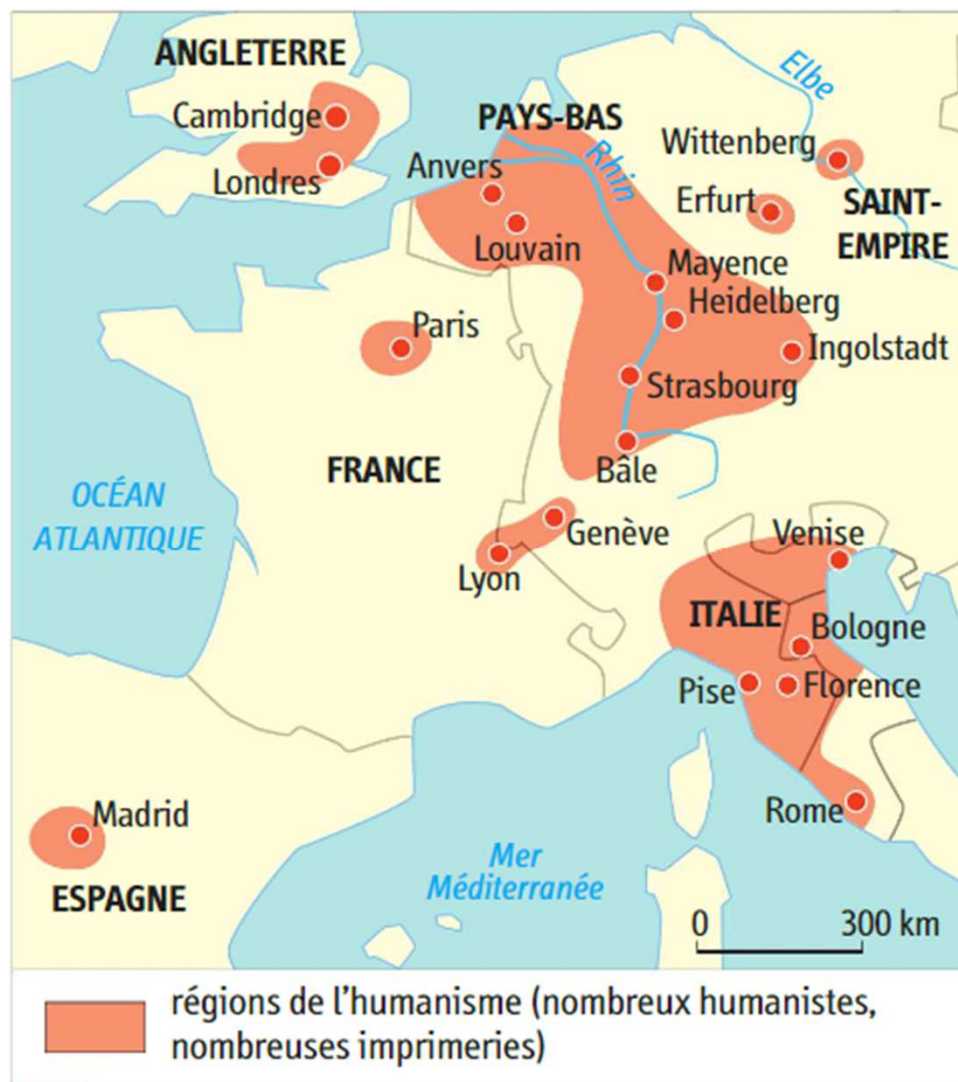 ANGLETERRE
Cambridge
Londres
PAYS-BAS
Anvers
Louvain
Rhin
Elbe
Wittenberg
Erfurt
SAINT-
EMPIRE
Mayence
Heidelberg
Ingolstadt
Strasbourg
Bâle
Paris
FRANCE
OCÉAN
ATLANTIQUE
Genève
Lyon
Venise
ITALIE
Bologne
Pise
Florence
Rome
Madrid
ESPAGNE
Mer
Méditerranée
0 300 km
régions de l'humanisme (nombreux humanistes,
nombreuses imprimeries)